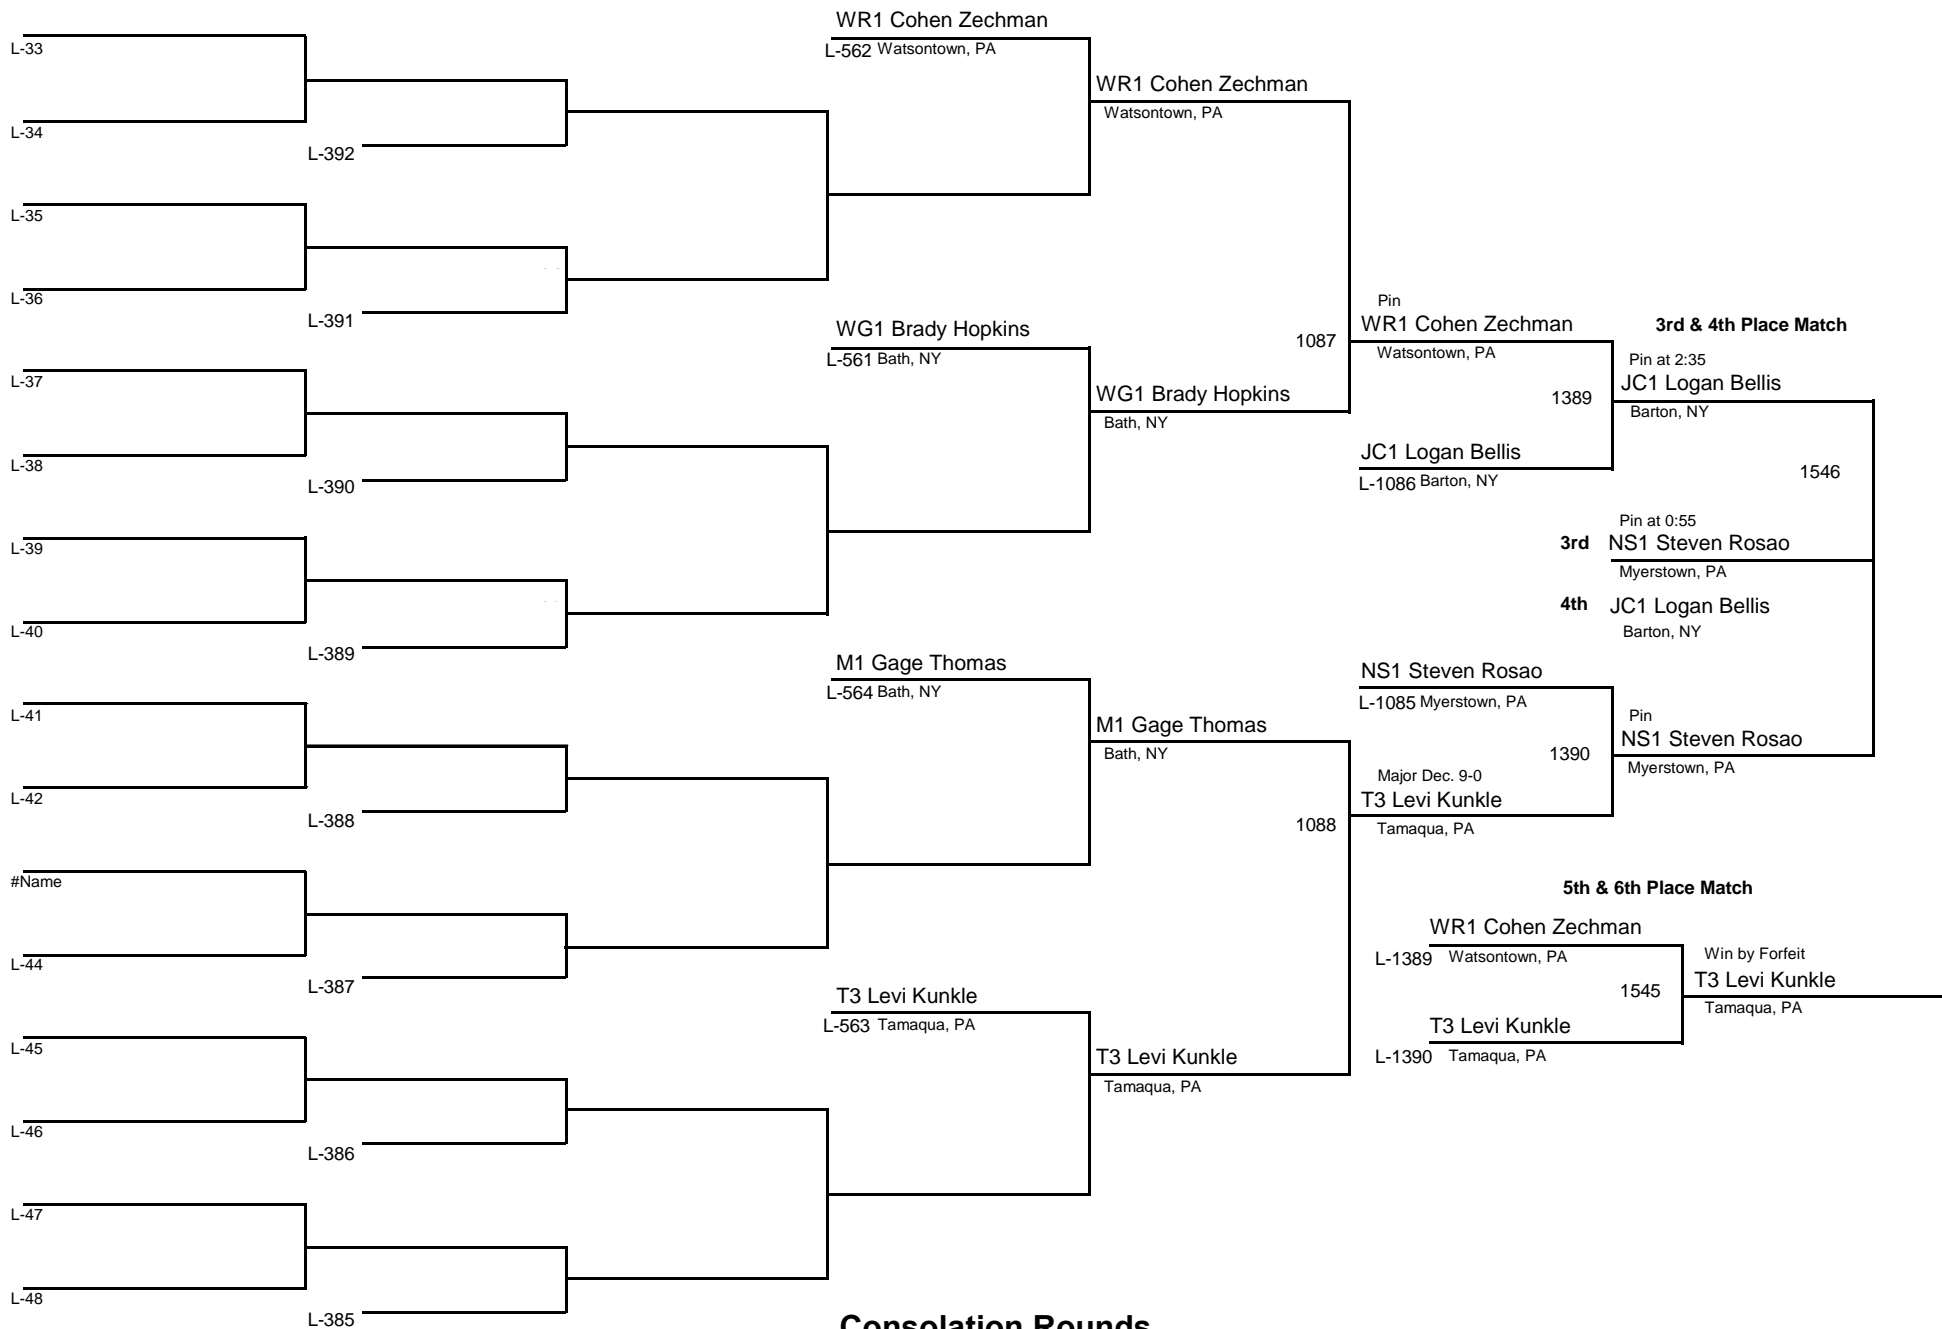 L-33
L-34
L-392
L-35
L-36
L-391
L-37
L-38
L-390
L-39
L-40
L-389
L-41
L-42
L-388
#Name
L-44
L-387
L-45
L-46
L-386
L-47
L-48
L-385
WR1 Cohen Zechman
L-562 Watsontown, PA
WG1 Brady Hopkins
L-561 Bath, NY
M1 Gage Thomas
L-564 Bath, NY
T3 Levi Kunkle
L-563 Tamaqua, PA
WR1 Cohen Zechman
Watsontown, PA
1087
WG1 Brady Hopkins
Bath, NY
M1 Gage Thomas
Bath, NY
1088
T3 Levi Kunkle
Tamaqua, PA
Pin
WR1 Cohen Zechman
Watsontown, PA
1389
JC1 Logan Bellis
L-1086 Barton, NY
3rd & 4th Place Match
Pin at 2:35
JC1 Logan Bellis
Barton, NY
1546
Pin at 0:55
3rd NS1 Steven Rosao
Myerstown, PA
4th JC1 Logan Bellis
Barton, NY
NS1 Steven Rosao
L-1085 Myerstown, PA
1390
Pin
NS1 Steven Rosao
Myerstown, PA
Major Dec. 9-0
T3 Levi Kunkle
Tamaqua, PA
5th & 6th Place Match
WR1 Cohen Zechman
L-1389 Watsontown, PA
1545
T3 Levi Kunkle
L-1390 Tamaqua, PA
Win by Forfeit
T3 Levi Kunkle
Tamaqua, PA
Consolation Rounds